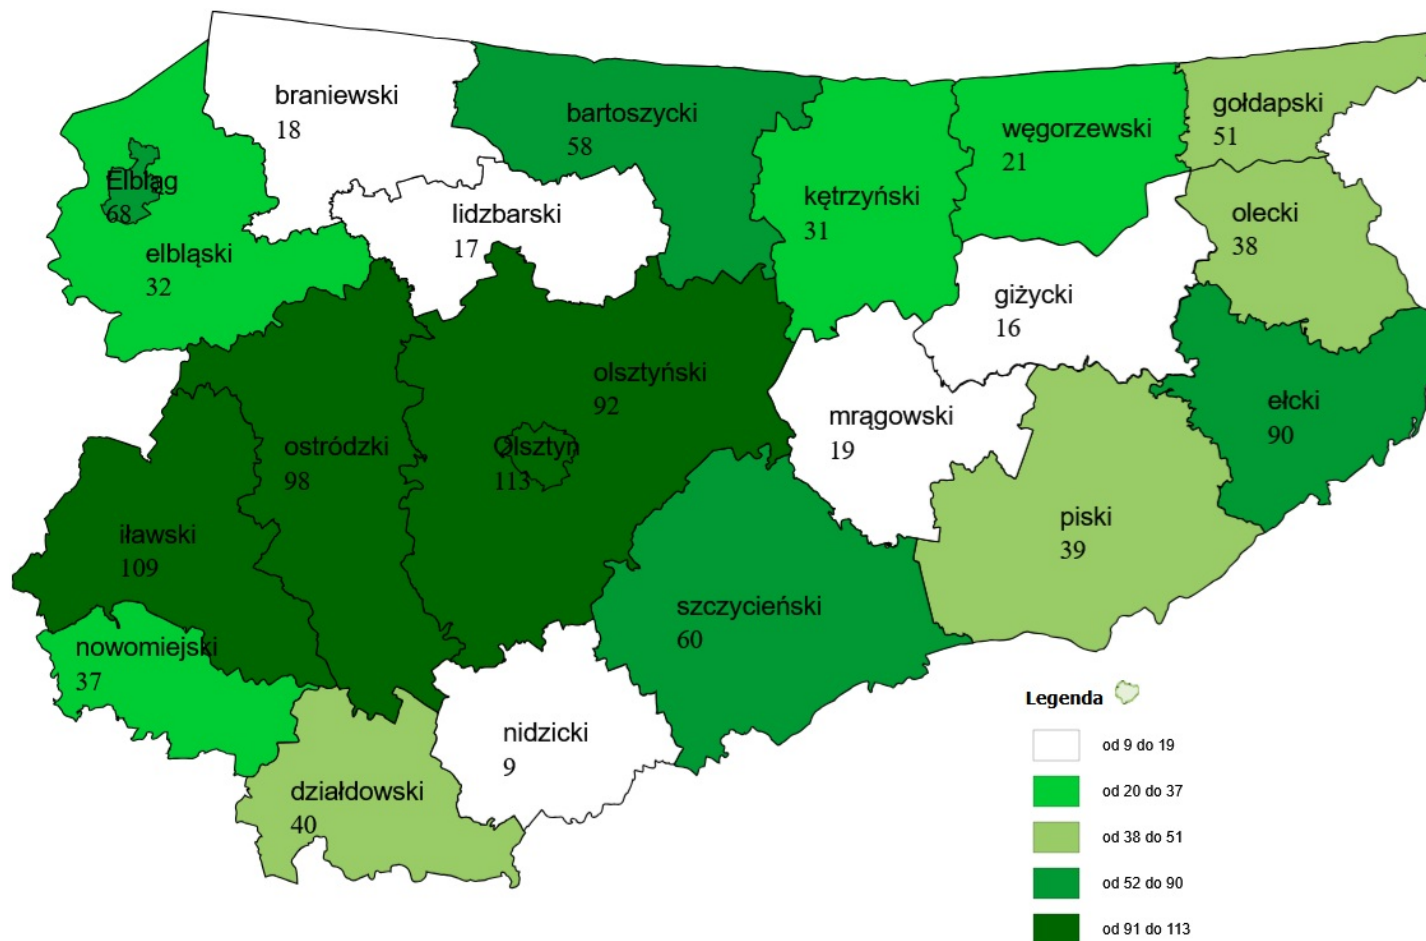 braniewski
18
bartoszycki
58
gołdapski
51
węgorzewski
21
Elbląg
68
kętrzyński
31
lidzbarski
17
olecki
38
elbląski
32
giżycki
16
olsztyński
92
ełcki
90
mrągowski
19
ostródzki
98
Olsztyn
113
iławski
109
piski
39
szczycieński
60
nowomiejski
37
nidzicki
9
działdowski
40
Legenda
od 9 do 19
od 20 do 37
od 38 do 51
od 52 do 90
od 91 do 113